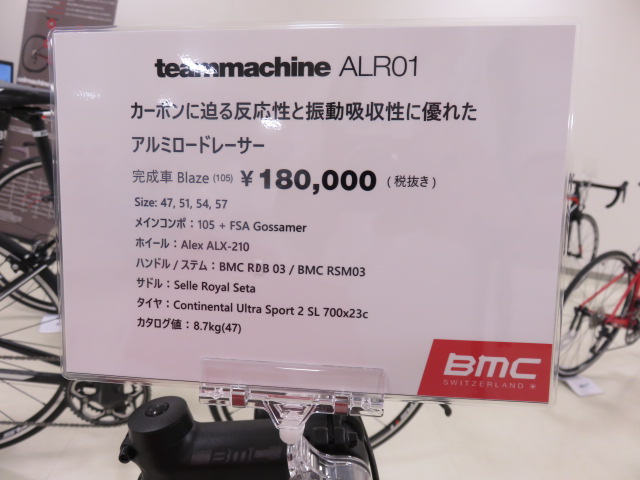 teammachine ALR01
カーボンに迫る反応性と振動吸収性に優れた
アルミロードレーサー
完成車 Blaze (105) ¥180,000 (税抜き)
Size: 47, 51, 54, 57
メインコンポ：105 + FSA Gossamer
ホイール：Alex ALX-210
ハンドル / ステム：BMC RDB 03 / BMC RSM03
サドル：Selle Royal Seta
タイヤ：Continental Ultra Sport 2 SL 700x23c
カタログ値：8.7kg(47)
BMC
SWITZERLAND